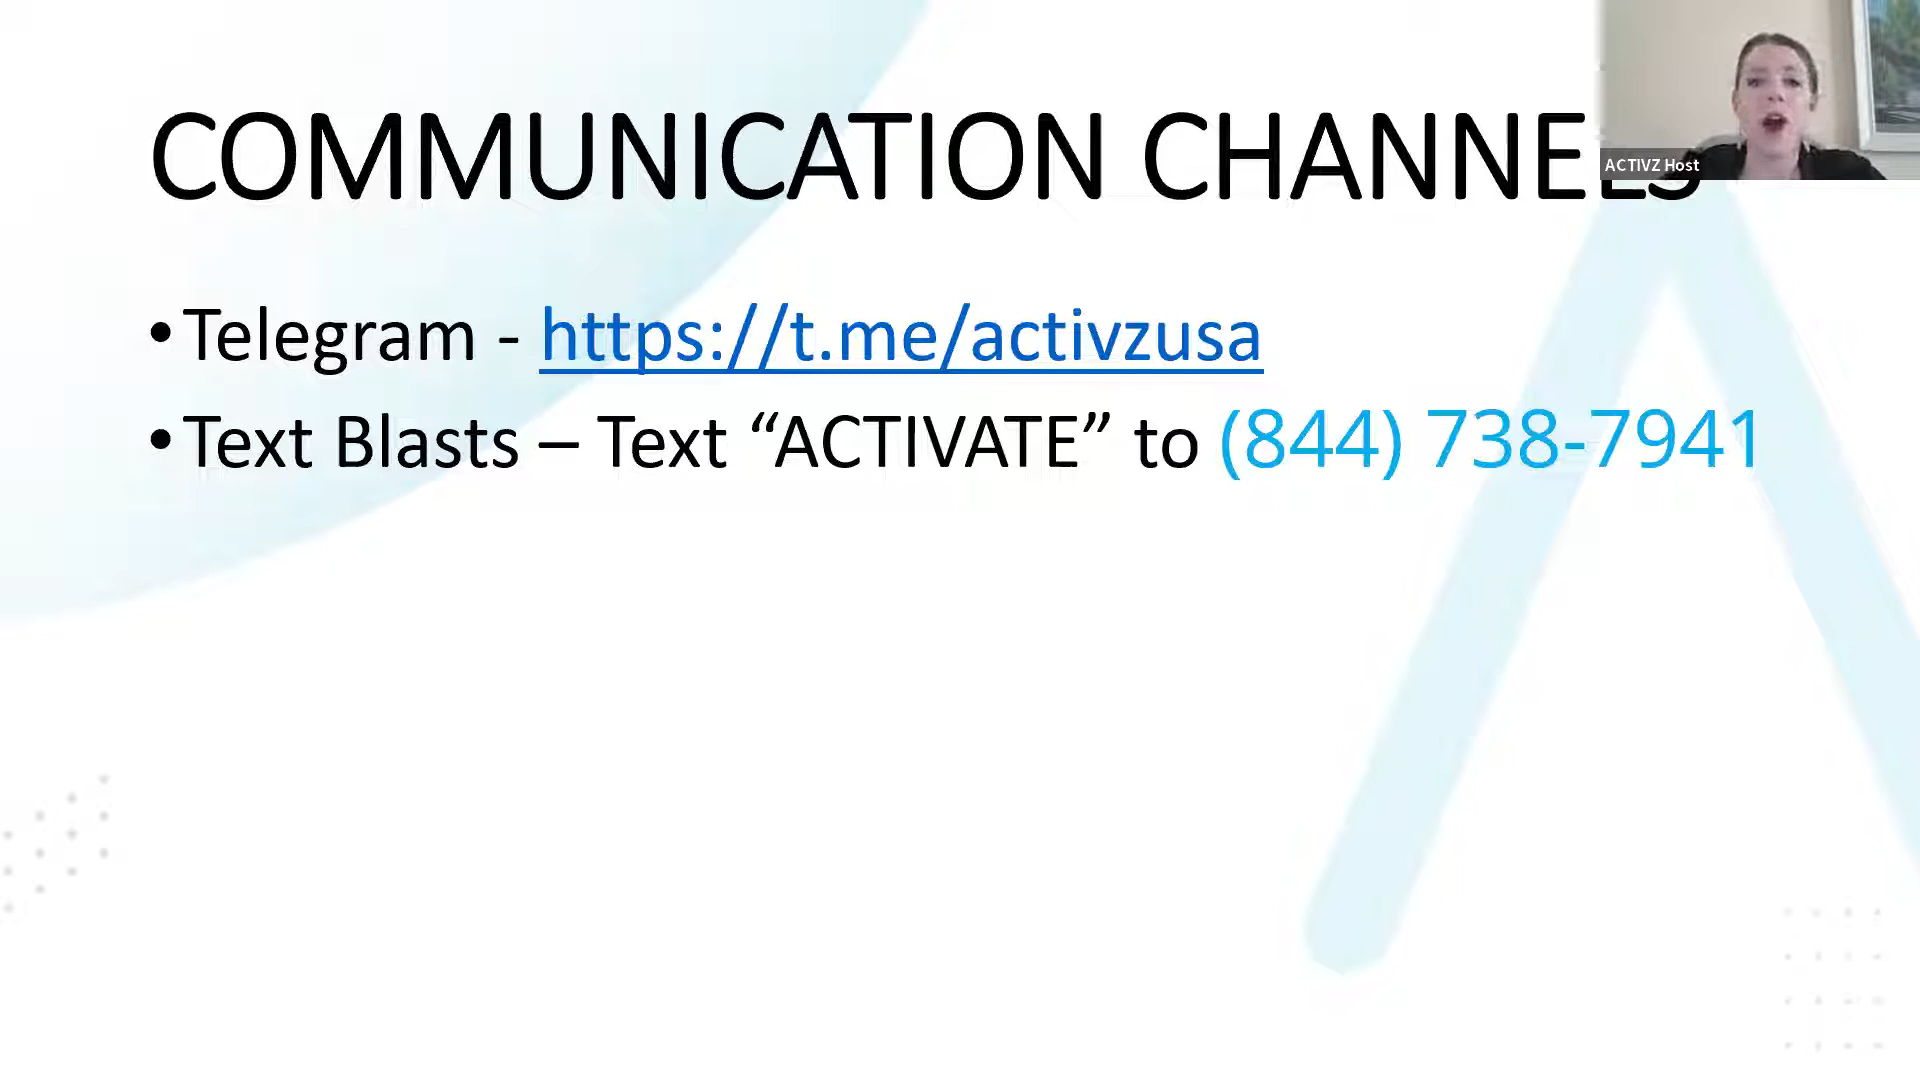 COMMUNICATION CHANNELS
ACTIVZ Host
•Telegram - https://t.me/activzusa
•Text Blasts – Text “ACTIVATE” to (844) 738-7941